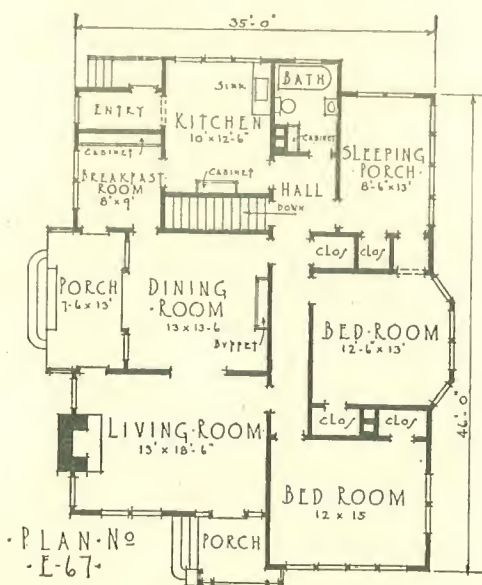 35'-0"
BATH
SINK
ENTRY
KITCHEN
10'x12'-6"
CABINET
SLEEPING
PORCH
8'-6"x13'
CABINET
BREAKFAST
ROOM
8'x9'
CABINET
HALL
DOWN
CLOS
CLOS
PORCH
7-6x13'
DINING
ROOM
13x13-6
BUFFET
BED·ROOM
12'-6"x13'
46'-0"
CLOS
CLOS
LIVING·ROOM
13'x18'-6"
BED ROOM
12 x 15
·PLAN·Nº
·E-67·
PORCH